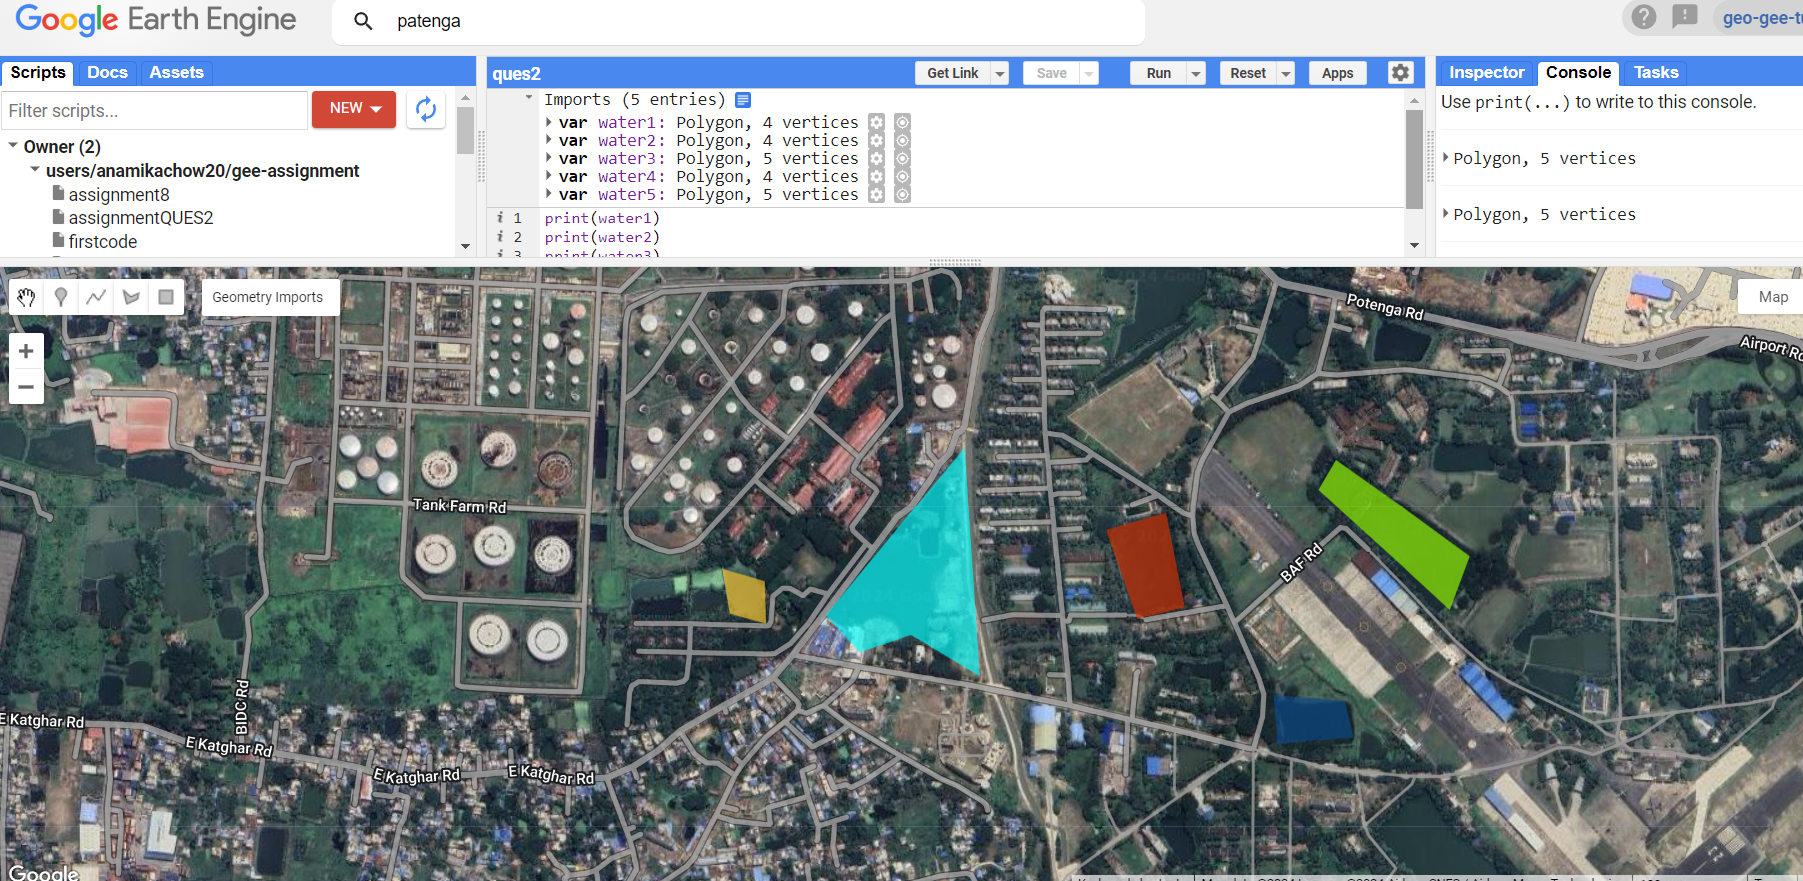 Google Earth Engine
patenga
geo-gee-tu
Scripts Docs Assets
Filter scripts...
NEW
Owner (2)
users/anamikachow20/gee-assignment
assignment8
assignmentQUES2
firstcode
ques2
Get Link Save Run Reset Apps
Imports (5 entries)
var water1: Polygon, 4 vertices
var water2: Polygon, 4 vertices
var water3: Polygon, 5 vertices
var water4: Polygon, 4 vertices
var water5: Polygon, 5 vertices
i 1 print(water1)
i 2 print(water2)
i 3 print(water3)
Inspector Console Tasks
Use print(...) to write to this console.
Polygon, 5 vertices
Polygon, 5 vertices
Geometry Imports
Map
+
−
Potenga Rd
Airport Rd
Tank Farm Rd
BAF Rd
BIDC Rd
E Katghar Rd
E Katghar Rd
E Katghar Rd
E Katghar Rd
Google